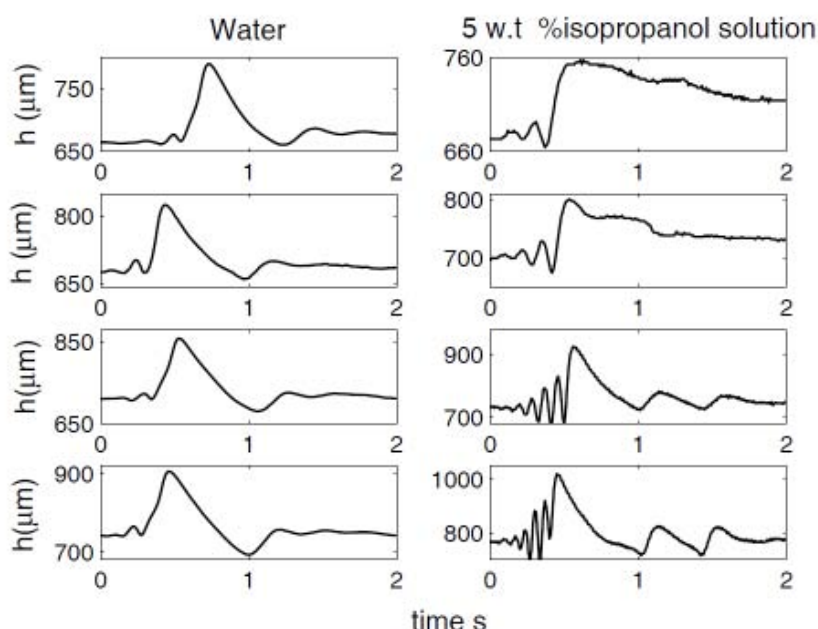 Water 5 w.t %isopropanol solution
h (μm) 750 650 0 1 2 760 660 0 1 2
h (μm) 800 650 0 1 2 800 700 0 1 2
h(μm) 850 650 0 1 2 900 700 0 1 2
h(μm) 900 700 0 1 2 1000 800 0 1 2
time s